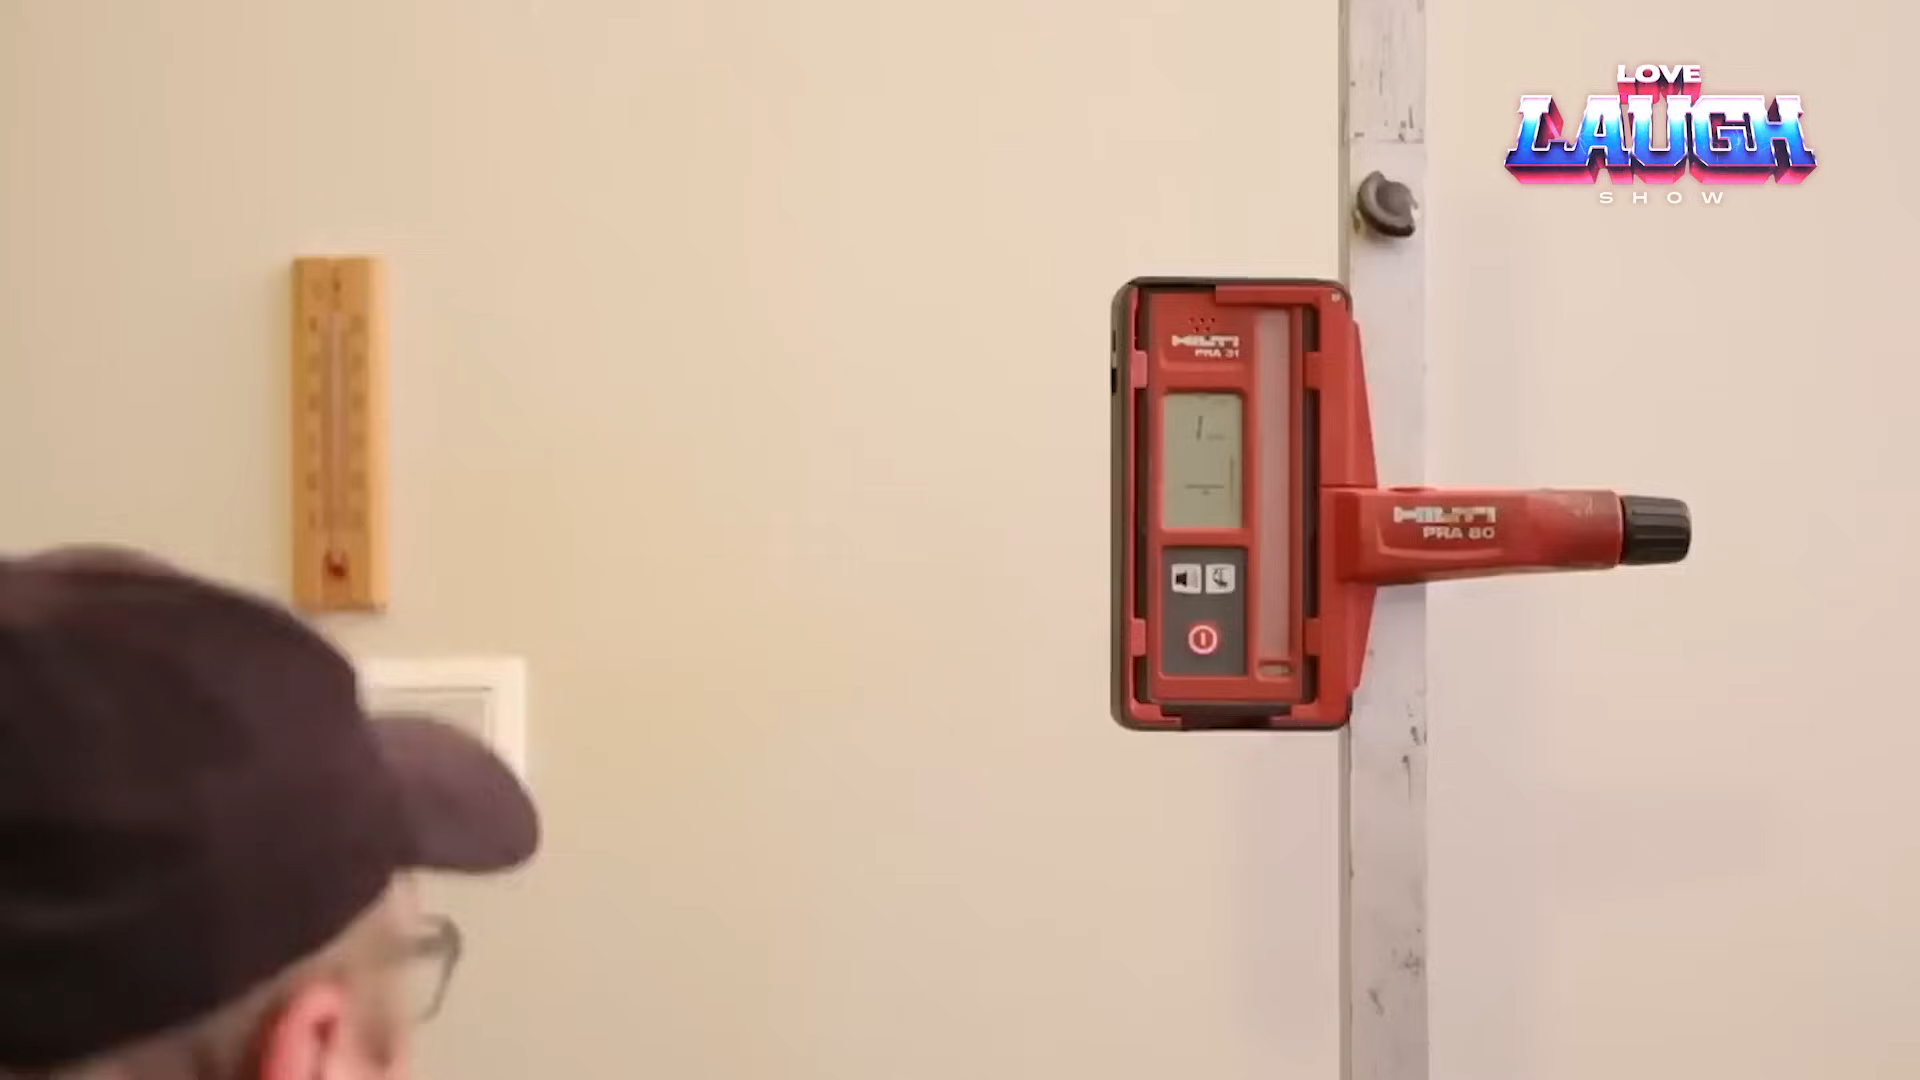 LOVE
LAUGH
SHOW
HILTI
PRA 31
HILTI
PRA 80